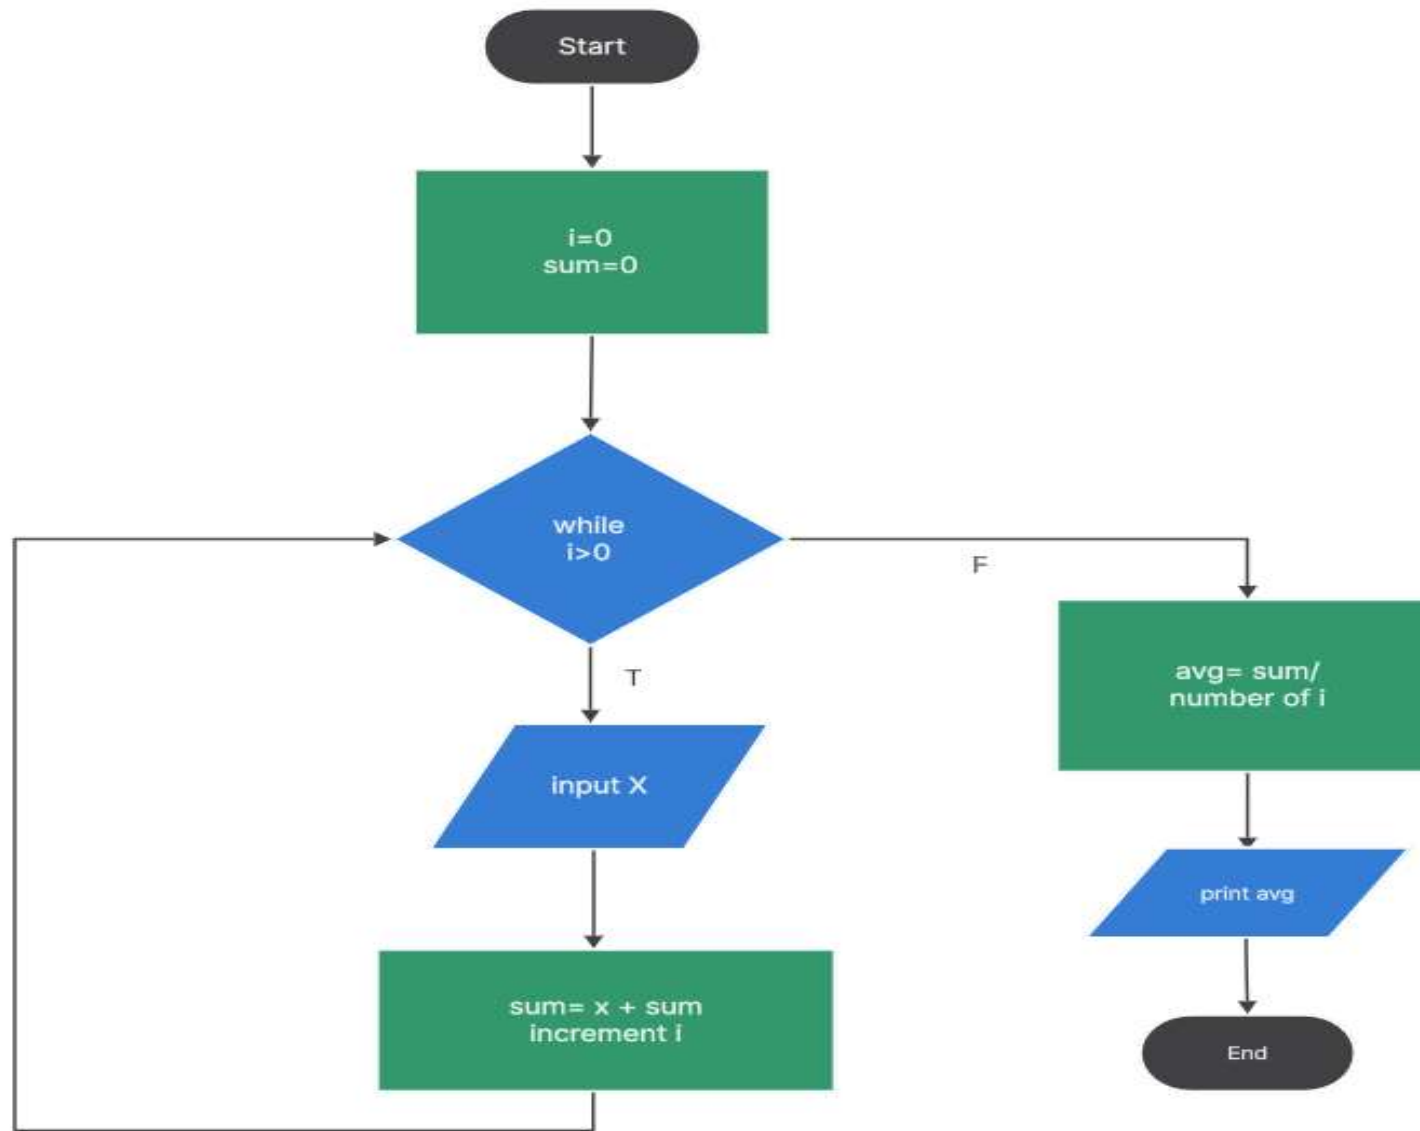 Start
i=0
sum=0
while
i>0
F
T
input X
sum= x + sum
increment i
avg= sum/
number of i
print avg
End